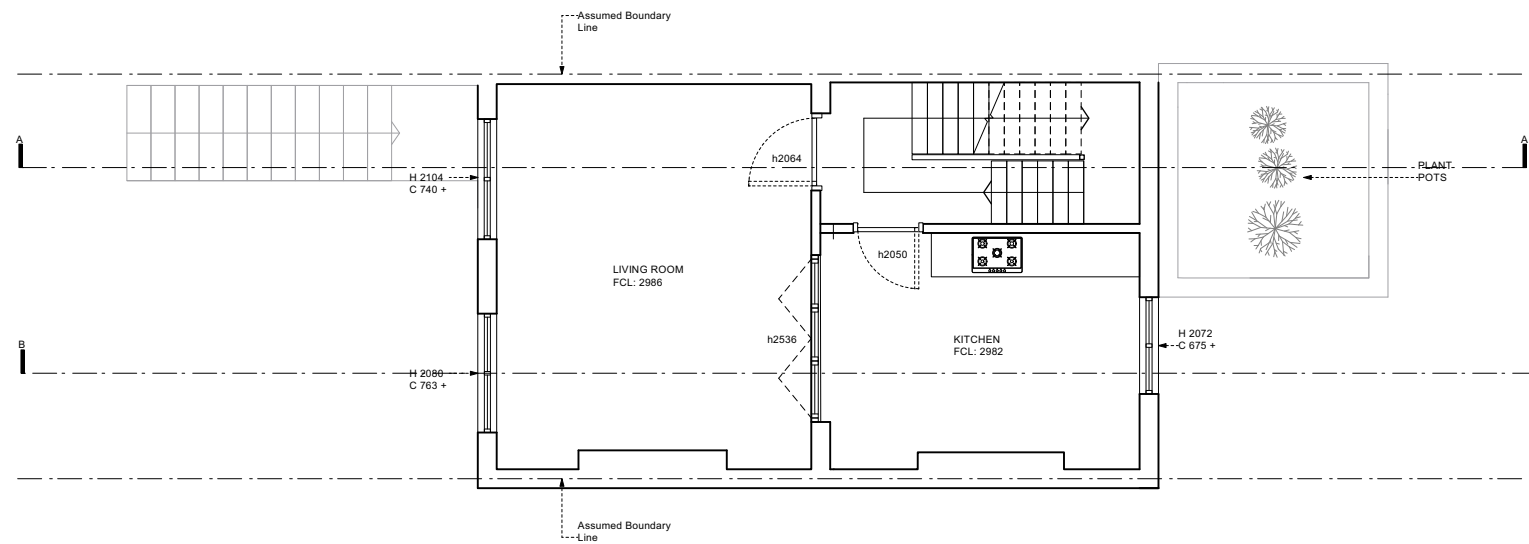 Assumed Boundary
Line
A
A
h2064
PLANT
POTS
H 2104
C 740 +
h2050
LIVING ROOM
FCL: 2986
H 2072
C 675 +
h2536
KITCHEN
FCL: 2982
B
H 2080
C 763 +
Assumed Boundary
Line